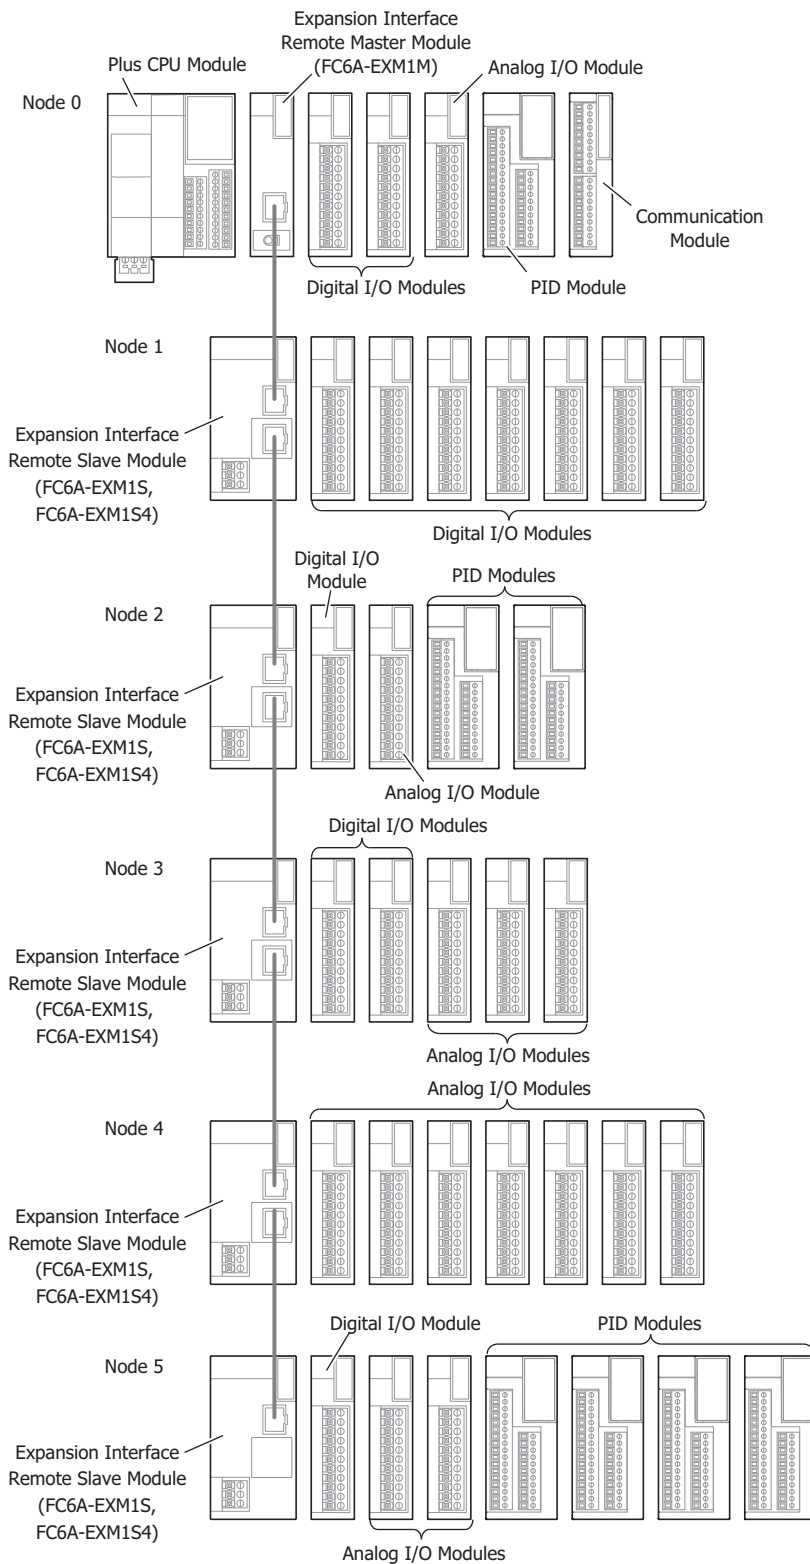 Expansion Interface
Remote Master Module
(FC6A-EXM1M)
Plus CPU Module
Analog I/O Module
Node 0
Communication
Module
Digital I/O Modules
PID Module
Node 1
Expansion Interface
Remote Slave Module
(FC6A-EXM1S,
FC6A-EXM1S4)
Digital I/O Modules
Digital I/O
Module
PID Modules
Node 2
Expansion Interface
Remote Slave Module
(FC6A-EXM1S,
FC6A-EXM1S4)
Analog I/O Module
Digital I/O Modules
Node 3
Expansion Interface
Remote Slave Module
(FC6A-EXM1S,
FC6A-EXM1S4)
Analog I/O Modules
Analog I/O Modules
Node 4
Expansion Interface
Remote Slave Module
(FC6A-EXM1S,
FC6A-EXM1S4)
Digital I/O Module
PID Modules
Node 5
Expansion Interface
Remote Slave Module
(FC6A-EXM1S,
FC6A-EXM1S4)
Analog I/O Modules